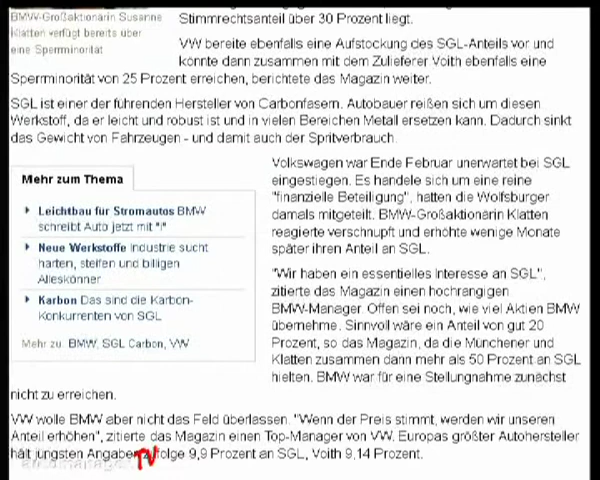 BMW-Großaktionärin Susanne
Klatten verfügt bereits über
eine Sperrminorität
Stimmrechtsanteil über 30 Prozent liegt.
VW bereite ebenfalls eine Aufstockung des SGL-Anteils vor und
könnte dann zusammen mit dem Zulieferer Voith ebenfalls eine
Sperrminorität von 25 Prozent erreichen, berichtete das Magazin weiter.
SGL ist einer der führenden Hersteller von Carbonfasern. Autobauer reißen sich um diesen
Werkstoff, da er leicht und robust ist und in vielen Bereichen Metall ersetzen kann. Dadurch sinkt
das Gewicht von Fahrzeugen - und damit auch der Spritverbrauch.
Mehr zum Thema
Leichtbau für Stromautos BMW
schreibt Auto jetzt mit "i"
Neue Werkstoffe Industrie sucht
harten, steifen und billigen
Alleskönner
Karbon Das sind die Karbon-
Konkurrenten von SGL
Mehr zu: BMW, SGL Carbon, VW
Volkswagen war Ende Februar unerwartet bei SGL
eingestiegen. Es handele sich um eine reine
"finanzielle Beteiligung", hatten die Wolfsburger
damals mitgeteilt. BMW-Großaktionärin Klatten
reagierte verschnupft und erhöhte wenige Monate
später ihren Anteil an SGL.
"Wir haben ein essentielles Interesse an SGL",
zitierte das Magazin einen hochrangigen
BMW-Manager. Offen sei noch, wie viel Aktien BMW
übernehme. Sinnvoll wäre ein Anteil von gut 20
Prozent, so das Magazin, da die Münchener und
Klatten zusammen dann mehr als 50 Prozent an SGL
hielten. BMW war für eine Stellungnahme zunächst
nicht zu erreichen.
VW wolle BMW aber nicht das Feld überlassen. "Wenn der Preis stimmt, werden wir unseren
Anteil erhöhen", zitierte das Magazin einen Top-Manager von VW. Europas größter Autohersteller
hält jüngsten Angaben zufolge 9,9 Prozent an SGL, Voith 9,14 Prozent.
TV